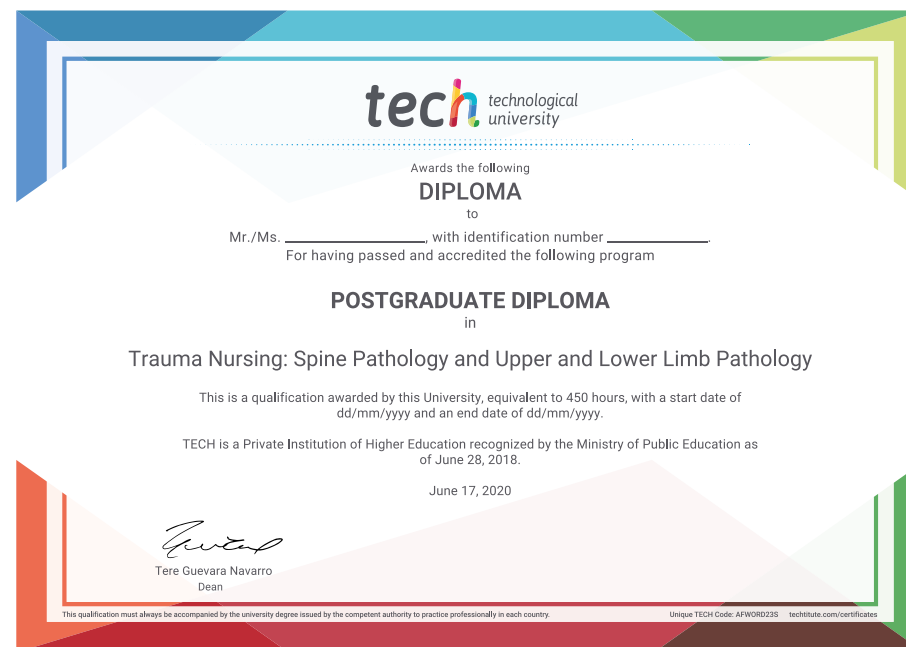 tech technological
university
Awards the following
DIPLOMA
to
Mr./Ms. ____________, with identification number ____________.
For having passed and accredited the following program
POSTGRADUATE DIPLOMA
in
Trauma Nursing: Spine Pathology and Upper and Lower Limb Pathology
This is a qualification awarded by this University, equivalent to 450 hours, with a start date of
dd/mm/yyyy and an end date of dd/mm/yyyy.
TECH is a Private Institution of Higher Education recognized by the Ministry of Public Education as
of June 28, 2018.
June 17, 2020
Tere Guevara Navarro
Dean
This qualification must always be accompanied by the university degree issued by the competent authority to practice professionally in each country. Unique TECH Code: AFWORD23S techtitute.com/certificates